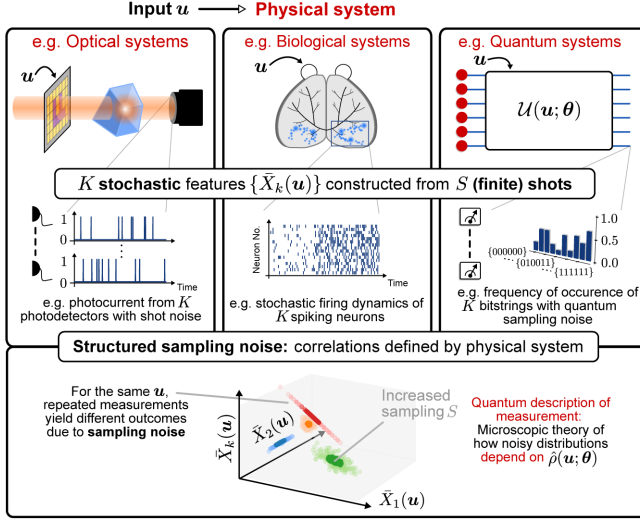 Input u → Physical system
e.g. Optical systems
u
e.g. Biological systems
u
e.g. Quantum systems
u
𝒰(u; θ)
K stochastic features {X̄ₖ(u)} constructed from S (finite) shots
1
0
⋮
1
0
Time
e.g. photocurrent from K
photodetectors with shot noise
Neuron No.
Time
e.g. stochastic firing dynamics of
K spiking neurons
1.0
0.5
0.0
{000000}
{010011}
{111111}
e.g. frequency of occurence of
K bitstrings with quantum
sampling noise
Structured sampling noise: correlations defined by physical system
For the same u,
repeated measurements
yield different outcomes
due to sampling noise
X̄ₖ(u)
X̄₂(u)
X̄₁(u)
Increased
sampling S
Quantum description of
measurement:
Microscopic theory of
how noisy distributions
depend on ρ̂(u; θ)